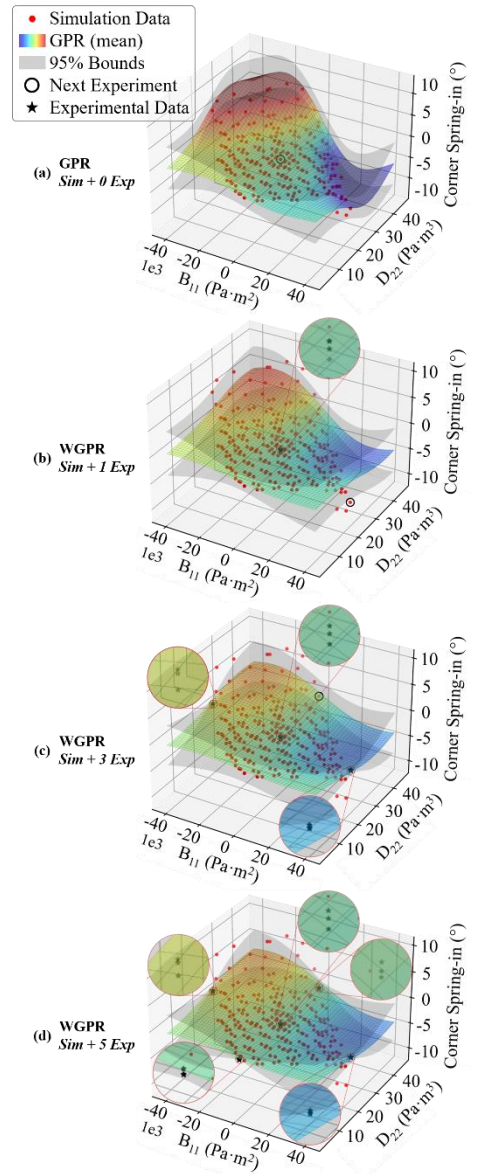 Simulation Data
GPR (mean)
95% Bounds
Next Experiment
Experimental Data
(a) GPR
Sim + 0 Exp
10
5
0
-5
-10
Corner Spring-in (°)
-40
-20
0
20
40
1e3
B₁₁ (Pa·m²)
10
20
30
40
D₂₂ (Pa·m³)
(b) WGPR
Sim + 1 Exp
10
5
0
-5
-10
Corner Spring-in (°)
-40
-20
0
20
40
1e3
B₁₁ (Pa·m²)
10
20
30
40
D₂₂ (Pa·m³)
(c) WGPR
Sim + 3 Exp
10
5
0
-5
-10
Corner Spring-in (°)
-40
-20
0
20
40
1e3
B₁₁ (Pa·m²)
10
20
30
40
D₂₂ (Pa·m³)
(d) WGPR
Sim + 5 Exp
10
5
0
-5
-10
Corner Spring-in (°)
-40
-20
0
20
40
1e3
B₁₁ (Pa·m²)
10
20
30
40
D₂₂ (Pa·m³)